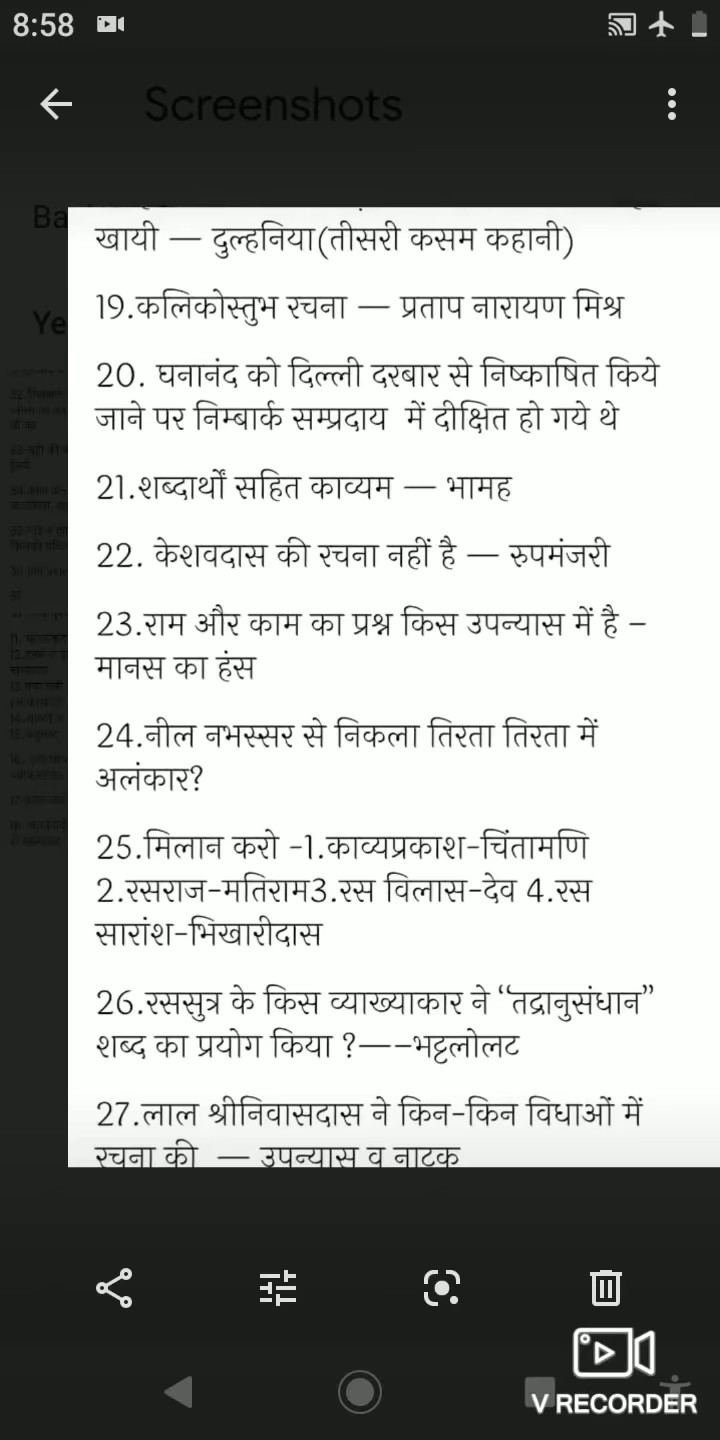 8:58
Screenshots
Ba
Ye
खायी — दुल्हनिया(तीसरी कसम कहानी)
19.कलिकोस्तुभ रचना — प्रताप नारायण मिश्र
20. घनानंद को दिल्ली दरबार से निष्काषित किये
जाने पर निम्बार्क सम्प्रदाय में दीक्षित हो गये थे
21.शब्दार्थो सहित काव्यम — भामह
22. केशवदास की रचना नहीं है — रुपमंजरी
23.राम और काम का प्रश्न किस उपन्यास में है –
मानस का हंस
24.नील नभस्सर से निकला तिरता तिरता में
अलंकार?
25.मिलान करो -1.काव्यप्रकाश-चिंतामणि
2.रसराज-मतिराम3.रस विलास-देव 4.रस
सारांश-भिखारीदास
26.रससुत्र के किस व्याख्याकार ने “तद्रानुसंधान”
शब्द का प्रयोग किया ?—–भट्टलोलट
27.लाल श्रीनिवासदास ने किन-किन विधाओं में
रचना की — उपन्यास व नाटक
V RECORDER